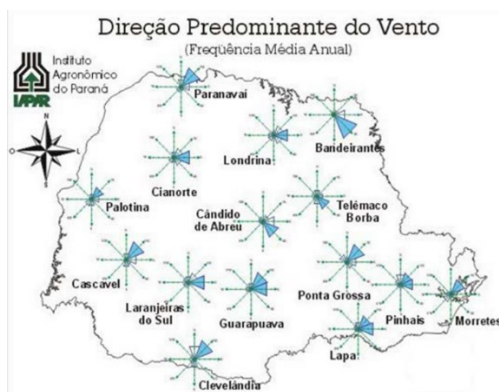 Direção Predominante do Vento
(Freqüência Média Anual)
Instituto
Agronômico
do Paraná
IAPAR
N
O
L
S
Paranavaí
Londrina
Bandeirantes
Cianorte
Palotina
Cândido
de Abreu
Telêmaco
Borba
Cascavel
Laranjeiras
do Sul
Guarapuava
Ponta Grossa
Pinhais
Morretes
Lapa
Clevelândia